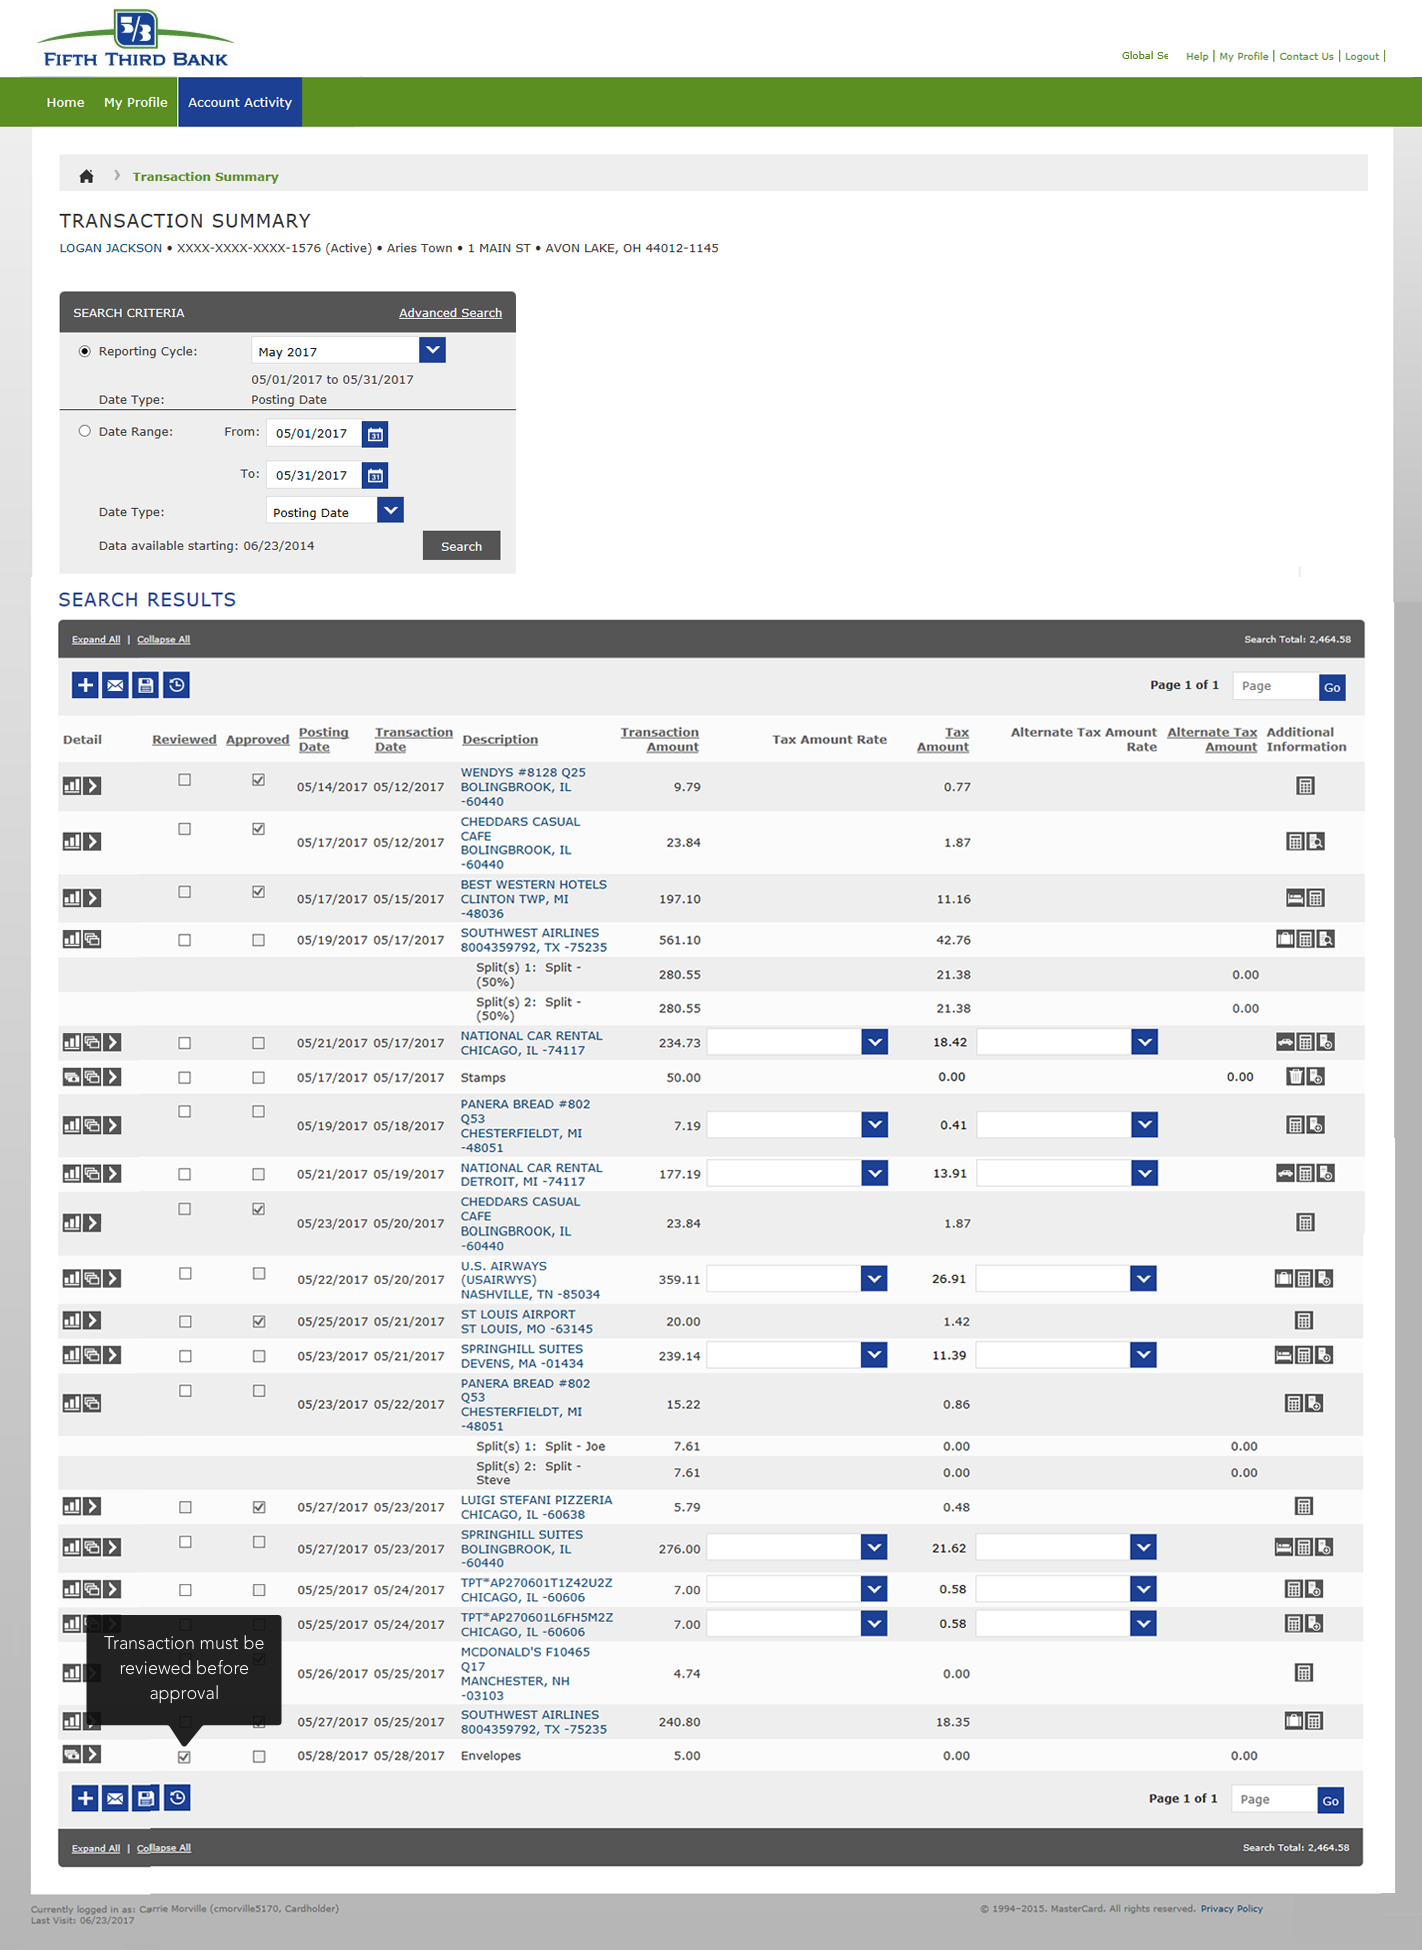 5/3
FIFTH THIRD BANK
Global Se Help | My Profile | Contact Us | Logout |
Home My Profile Account Activity
Transaction Summary
TRANSACTION SUMMARY
LOGAN JACKSON • XXXX-XXXX-XXXX-1576 (Active) • Aries Town • 1 MAIN ST • AVON LAKE, OH 44012-1145
SEARCH CRITERIA Advanced Search
Reporting Cycle: May 2017
05/01/2017 to 05/31/2017
Date Type: Posting Date
Date Range: From: 05/01/2017 31
To: 05/31/2017 31
Date Type: Posting Date
Data available starting: 06/23/2014 Search
SEARCH RESULTS
Expand All | Collapse All Search Total: 2,464.58
Page 1 of 1 Page Go
Detail Reviewed Approved Posting Date Transaction Date Description Transaction Amount Tax Amount Rate Tax Amount Alternate Tax Amount Rate Alternate Tax Amount Additional Information
WENDYS #8128 Q25
05/14/2017 05/12/2017 BOLINGBROOK, IL 9.79 0.77
-60440
CHEDDARS CASUAL
CAFE
05/17/2017 05/12/2017 BOLINGBROOK, IL 23.84 1.87
-60440
BEST WESTERN HOTELS
05/17/2017 05/15/2017 CLINTON TWP, MI 197.10 11.16
-48036
05/19/2017 05/17/2017 SOUTHWEST AIRLINES 561.10 42.76
8004359792, TX -75235
Split(s) 1: Split - 280.55 21.38 0.00
(50%)
Split(s) 2: Split - 280.55 21.38 0.00
(50%)
05/21/2017 05/17/2017 NATIONAL CAR RENTAL 234.73 18.42
CHICAGO, IL -74117
05/17/2017 05/17/2017 Stamps 50.00 0.00 0.00
PANERA BREAD #802
Q53
05/19/2017 05/18/2017 CHESTERFIELDT, MI 7.19 0.41
-48051
05/21/2017 05/19/2017 NATIONAL CAR RENTAL 177.19 13.91
DETROIT, MI -74117
CHEDDARS CASUAL
CAFE
05/23/2017 05/20/2017 BOLINGBROOK, IL 23.84 1.87
-60440
U.S. AIRWAYS
05/22/2017 05/20/2017 (USAIRWYS) 359.11 26.91
NASHVILLE, TN -85034
05/25/2017 05/21/2017 ST LOUIS AIRPORT 20.00 1.42
ST LOUIS, MO -63145
05/23/2017 05/21/2017 SPRINGHILL SUITES 239.14 11.39
DEVENS, MA -01434
PANERA BREAD #802
Q53
05/23/2017 05/22/2017 CHESTERFIELDT, MI 15.22 0.86
-48051
Split(s) 1: Split - Joe 7.61 0.00 0.00
Split(s) 2: Split - 7.61 0.00 0.00
Steve
05/27/2017 05/23/2017 LUIGI STEFANI PIZZERIA 5.79 0.48
CHICAGO, IL -60638
SPRINGHILL SUITES
05/27/2017 05/23/2017 BOLINGBROOK, IL 276.00 21.62
-60440
05/25/2017 05/24/2017 TPT*AP270601T1Z42U2Z 7.00 0.58
CHICAGO, IL -60606
05/25/2017 05/24/2017 TPT*AP270601L6FH5M2Z 7.00 0.58
CHICAGO, IL -60606
Transaction must be
reviewed before
approval
MCDONALD'S F10465
Q17
05/26/2017 05/25/2017 MANCHESTER, NH 4.74 0.00
-03103
05/27/2017 05/25/2017 SOUTHWEST AIRLINES 240.80 18.35
8004359792, TX -75235
05/28/2017 05/28/2017 Envelopes 5.00 0.00 0.00
Page 1 of 1 Page Go
Expand All | Collapse All Search Total: 2,464.58
Currently logged in as: Carrie Morville (cmorville5170, Cardholder) © 1994-2015. MasterCard. All rights reserved. Privacy Policy
Last Visit: 06/23/2017